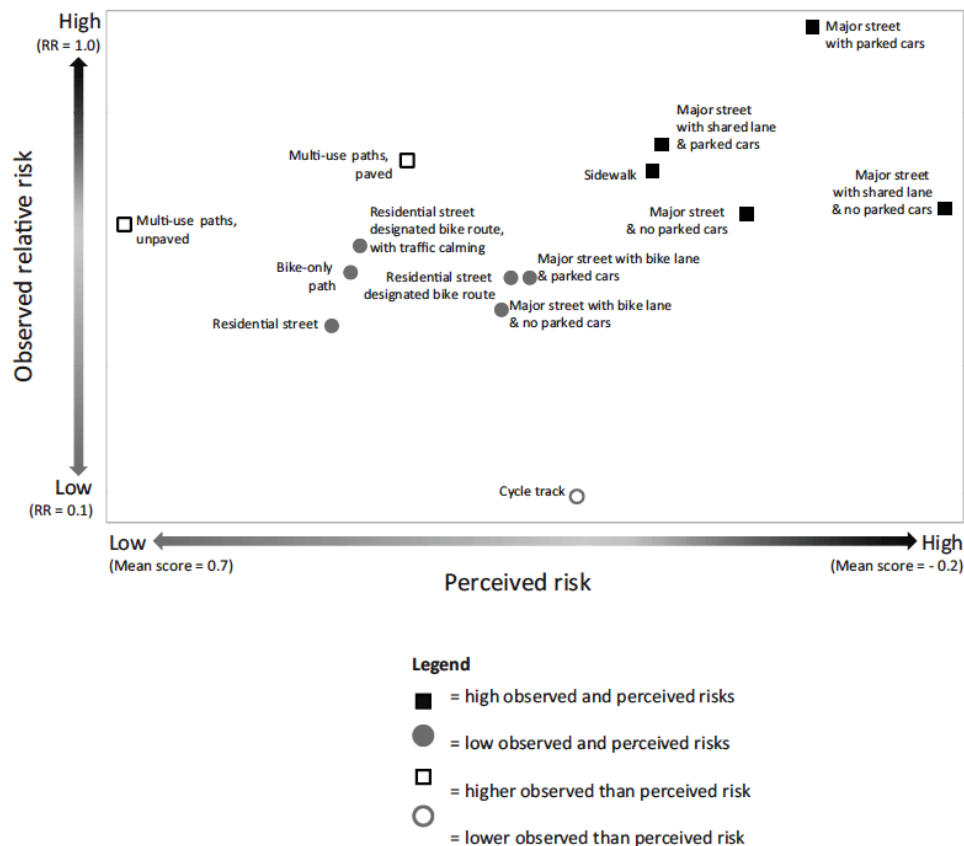 High
(RR = 1.0)
Observed relative risk
Low
(RR = 0.1)
Major street
with parked cars
Major street
with shared lane
& parked cars
Multi-use paths,
paved
Sidewalk
Major street
with shared lane
& no parked cars
Multi-use paths,
unpaved
Residential street
designated bike route,
with traffic calming
Major street
& no parked cars
Bike-only
path
Residential street
designated bike route
Major street with bike lane
& parked cars
Major street with bike lane
& no parked cars
Residential street
Cycle track
Low
(Mean score = 0.7)
Perceived risk
High
(Mean score = - 0.2)
Legend
= high observed and perceived risks
= low observed and perceived risks
= higher observed than perceived risk
= lower observed than perceived risk